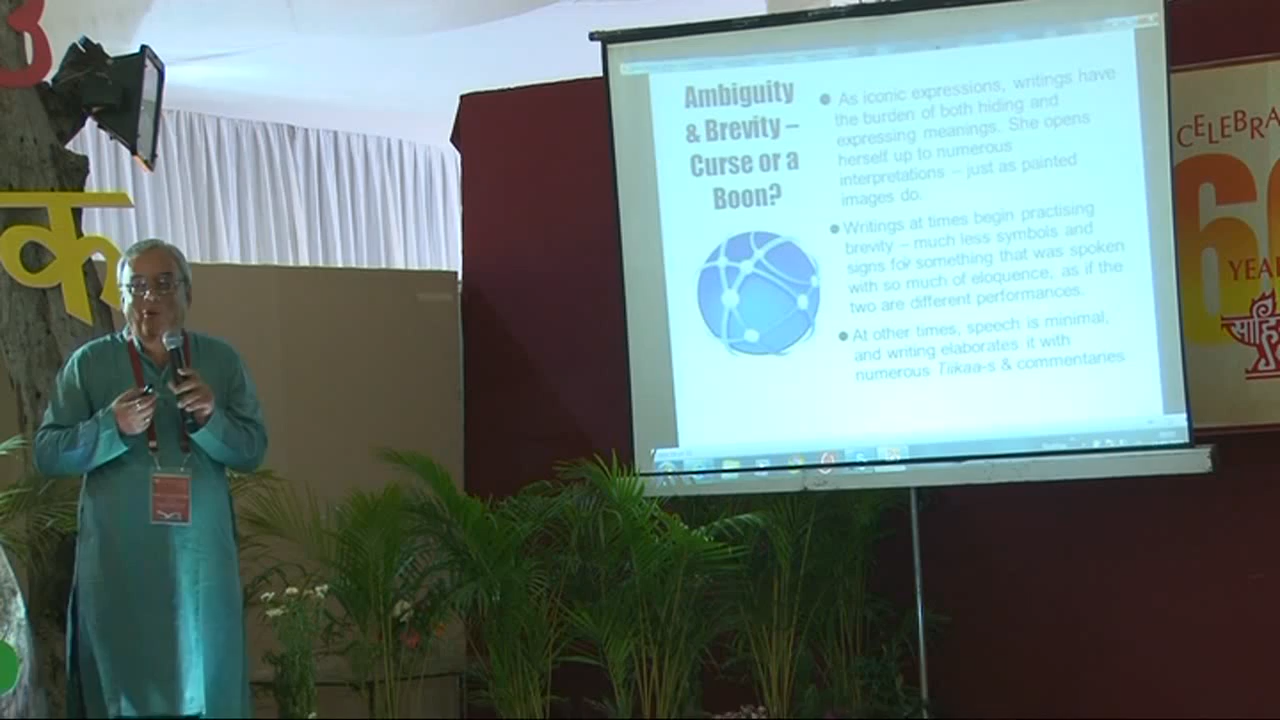 3
क
Ambiguity
& Brevity –
Curse or a
Boon?
As iconic expressions, writings have
the burden of both hiding and
expressing meanings. She opens
herself up to numerous
interpretations – just as painted
images do.
Writings at times begin practising
brevity – much less symbols and
signs for something that was spoken
with so much of eloquence, as if the
two are different performances.
At other times, speech is minimal,
and writing elaborates it with
numerous Tiikaa-s & commentaries
CELEBRA
60
YEA
साहि